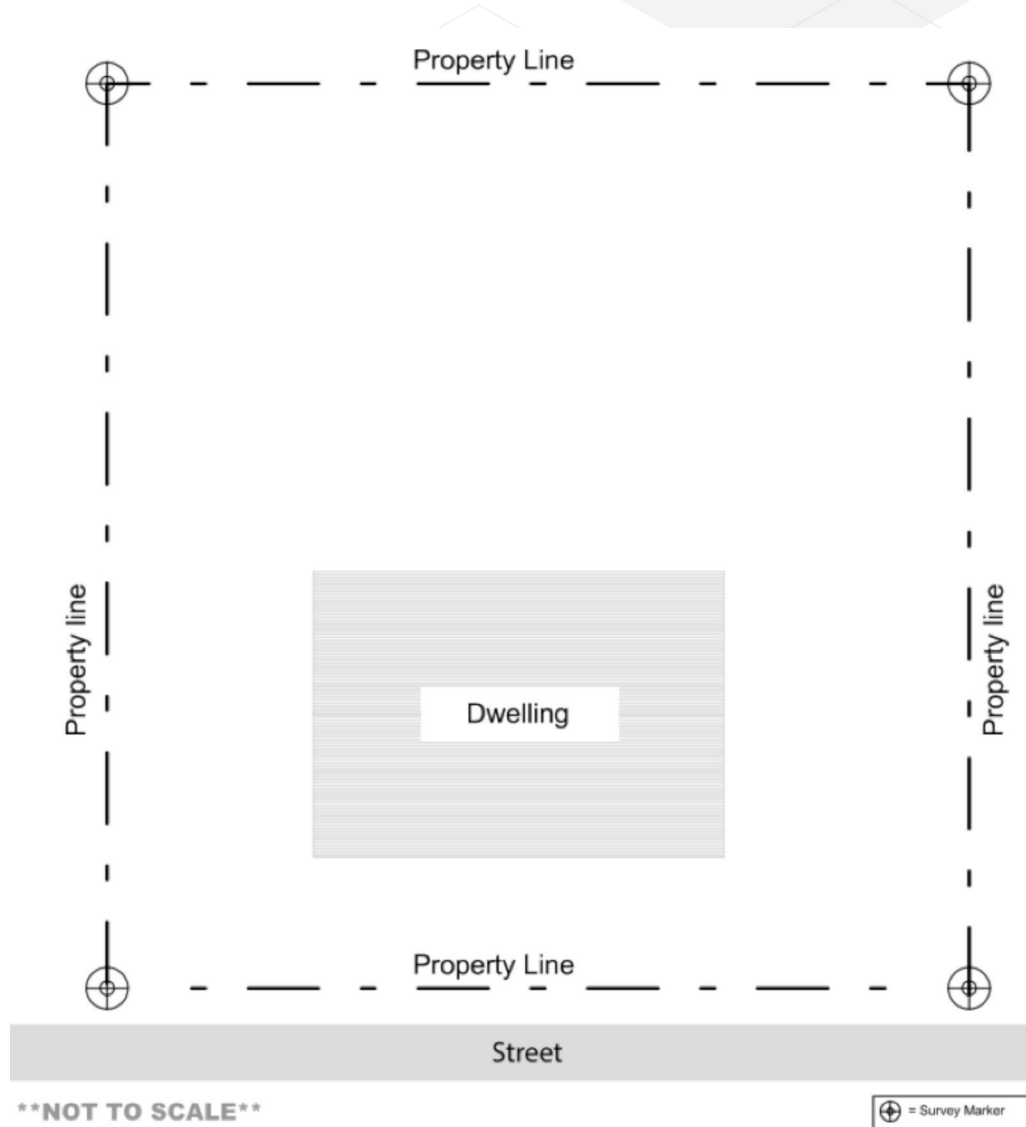 Property Line
Property line
Property line
Dwelling
Property Line
Street
**NOT TO SCALE**
= Survey Marker